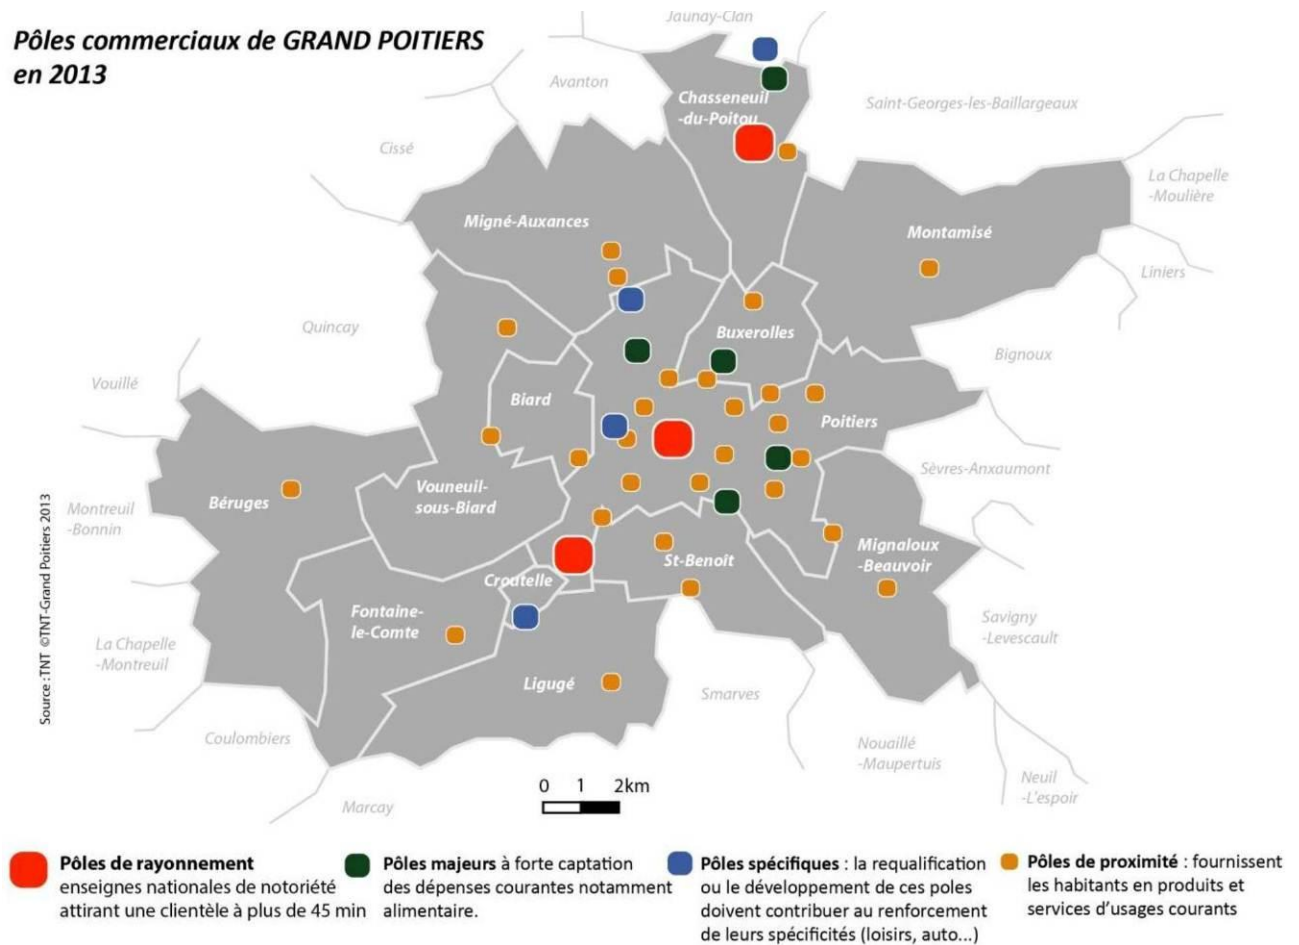 Pôles commerciaux de GRAND POITIERS
en 2013
Jaunay-Clan
Avanton
Chasseneuil
-du-Poitou
Saint-Georges-les-Baillargeaux
Cissé
La Chapelle
-Moulière
Migné-Auxances
Montamisé
Liniers
Quincay
Buxerolles
Bignoux
Vouillé
Biard
Poitiers
Sèvres-Anxaumont
Vouneuil-
sous-Biard
Béruges
Montreuil
-Bonnin
Mignaloux
-Beauvoir
St-Benoît
Croutelle
Fontaine-
le-Comte
Savigny
-Levescault
La Chapelle
-Montreuil
Ligugé
Smarves
Coulombiers
Nouaillé
-Maupertuis
Neuil
-L'espoir
Marcay
Source : TNT ©TNT-Grand Poitiers 2013
0 1 2km
Pôles de rayonnement
enseignes nationales de notoriété
attirant une clientèle à plus de 45 min
Pôles majeurs à forte captation
des dépenses courantes notamment
alimentaire.
Pôles spécifiques : la requalification
ou le développement de ces poles
doivent contribuer au renforcement
de leurs spécificités (loisirs, auto...)
Pôles de proximité : fournissent
les habitants en produits et
services d'usages courants